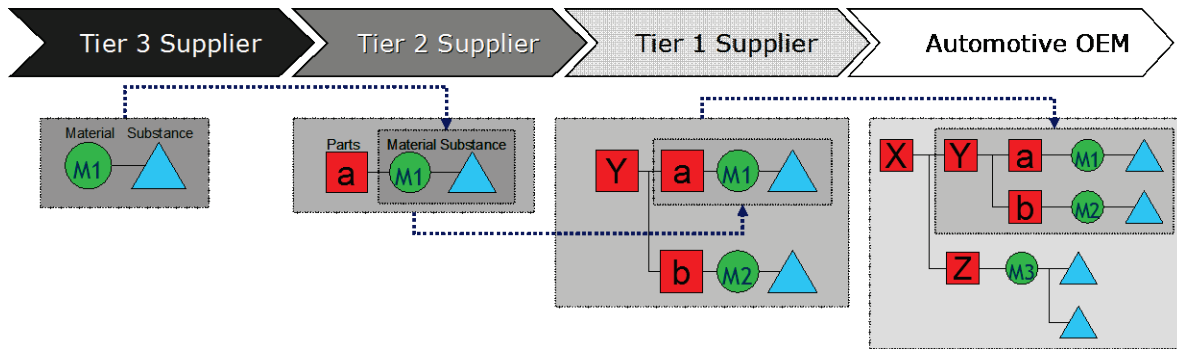 Tier 3 Supplier
Tier 2 Supplier
Tier 1 Supplier
Automotive OEM
Material Substance
M1
Parts
Material Substance
a
M1
Y
a
M1
b
M2
X
Y
a
M1
b
M2
Z
M3